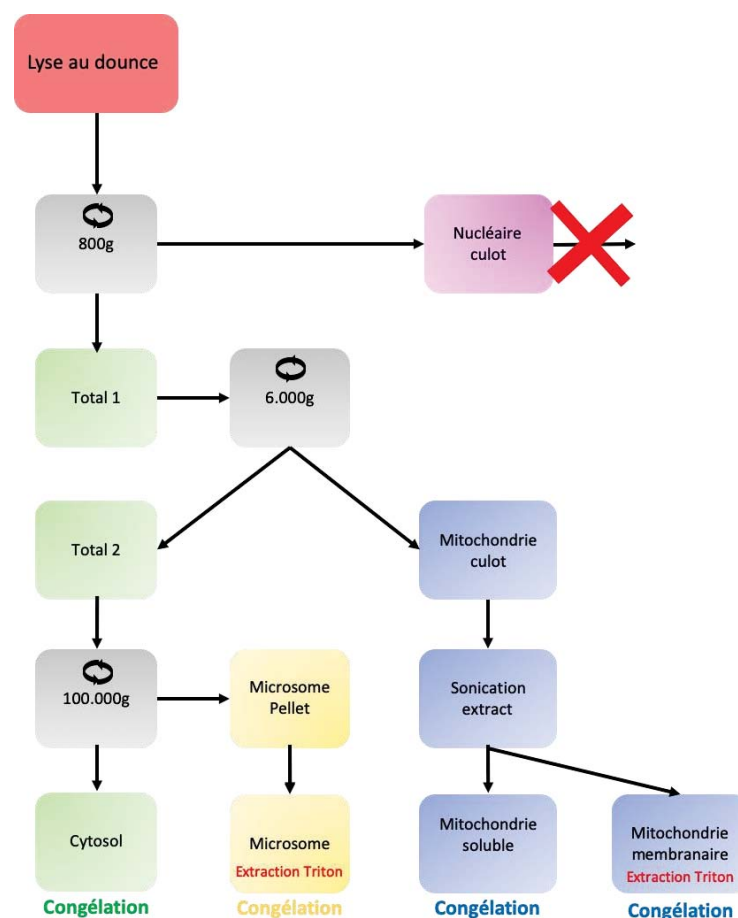 Lyse au dounce
800g
Nucléaire
culot
Total 1
6.000g
Total 2
Mitochondrie
culot
100.000g
Microsome
Pellet
Sonication
extract
Cytosol
Microsome
Extraction Triton
Mitochondrie
soluble
Mitochondrie
membranaire
Extraction Triton
Congélation
Congélation
Congélation
Congélation